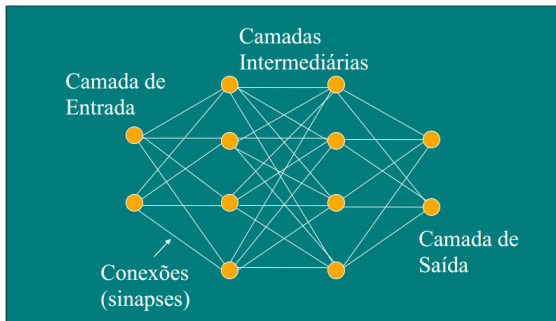 Camadas
Intermediárias
Camada de
Entrada
Camada de
Saída
Conexões
(sinapses)